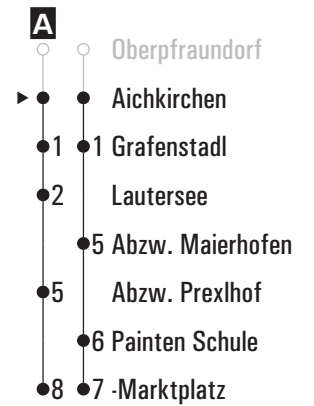 A
Oberpfraundorf
Aichkirchen
1 1 Grafenstadl
2 Lautersee
5 Abzw. Maierhofen
5 Abzw. Prexlhof
6 Painten Schule
8 7 -Marktplatz